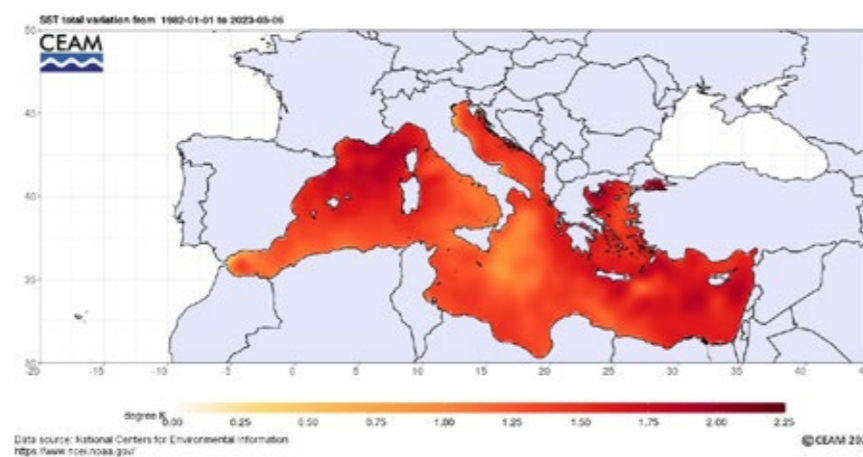 SST total variation from 1982-01-01 to 2023-05-06
CEAM
50
45
40
35
30
-20 -15 -10 -5 0 5 10 15 20 25 30 35 40
degree K 0.00 0.25 0.50 0.75 1.00 1.25 1.50 1.75 2.00 2.25
Data source: National Centers for Environmental Information
https://www.ncei.noaa.gov/
©CEAM